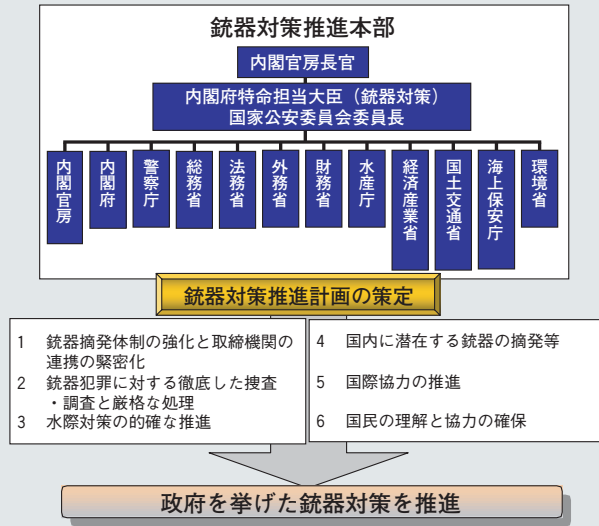 銃器対策推進本部
内閣官房長官
内閣府特命担当大臣（銃器対策）
国家公安委員会委員長
内閣官房
内閣府
警察庁
総務省
法務省
外務省
財務省
水産庁
経済産業省
国土交通省
海上保安庁
環境省
銃器対策推進計画の策定
1 銃器摘発体制の強化と取締機関の
連携の緊密化
2 銃器犯罪に対する徹底した捜査
・調査と厳格な処理
3 水際対策の的確な推進
4 国内に潜在する銃器の摘発等
5 国際協力の推進
6 国民の理解と協力の確保
政府を挙げた銃器対策を推進